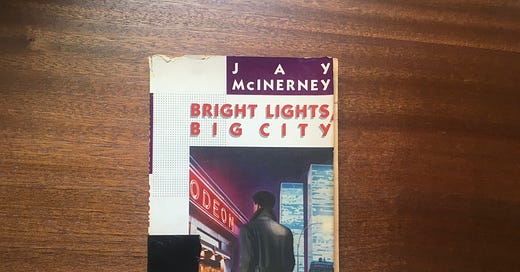 JAY
McINERNEY
BRIGHT LIGHTS,
BIG CITY
ODEON